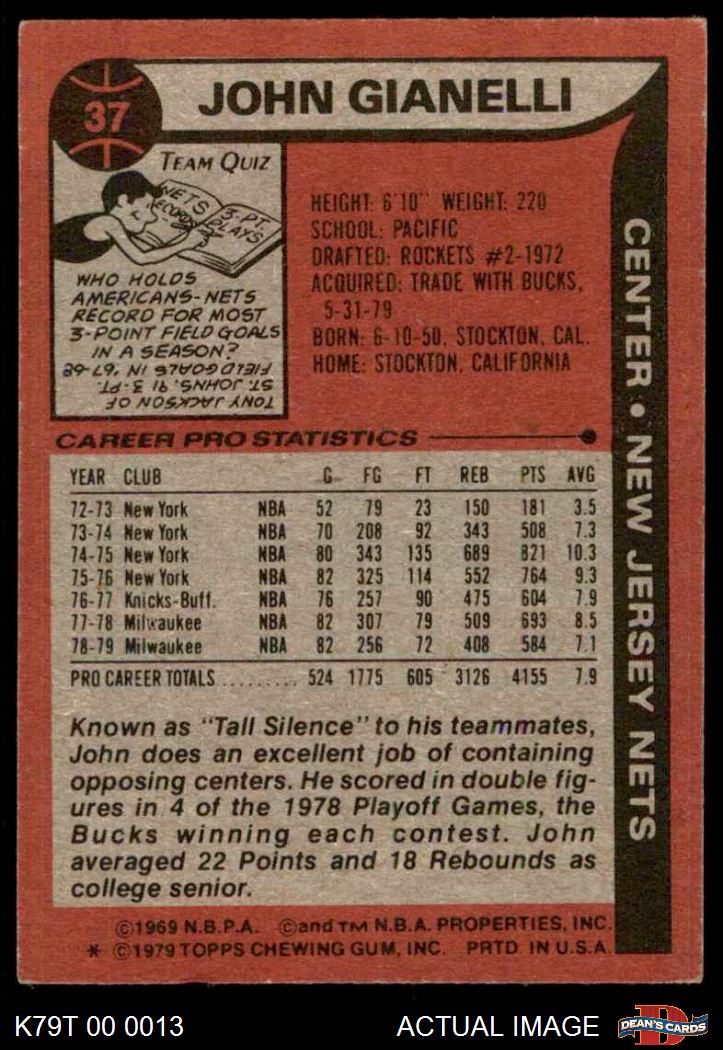 37
JOHN GIANELLI
TEAM QUIZ
NETS RECORDS
3-PT. PLAYS
WHO HOLDS
AMERICANS-NETS
RECORD FOR MOST
3-POINT FIELD GOALS
IN A SEASON?
TONY JACKSON OF
ST. JOHN'S. 91 3-PT.
FIELD GOALS IN '67-68
HEIGHT: 6'10" WEIGHT: 220
SCHOOL: PACIFIC
DRAFTED: ROCKETS #2-1972
ACQUIRED: TRADE WITH BUCKS,
5-31-79
BORN: 6-10-50, STOCKTON, CAL.
HOME: STOCKTON, CALIFORNIA
CENTER • NEW JERSEY NETS
CAREER PRO STATISTICS
YEAR CLUB G FG FT REB PTS AVG
72-73 New York NBA 52 79 23 150 181 3.5
73-74 New York NBA 70 208 92 343 508 7.3
74-75 New York NBA 80 343 135 689 821 10.3
75-76 New York NBA 82 325 114 552 764 9.3
76-77 Knicks-Buff. NBA 76 257 90 475 604 7.9
77-78 Milwaukee NBA 82 307 79 509 693 8.5
78-79 Milwaukee NBA 82 256 72 408 584 7.1
PRO CAREER TOTALS .......... 524 1775 605 3126 4155 7.9
Known as "Tall Silence" to his teammates,
John does an excellent job of containing
opposing centers. He scored in double fig-
ures in 4 of the 1978 Playoff Games, the
Bucks winning each contest. John
averaged 22 Points and 18 Rebounds as
college senior.
©1969 N.B.P.A. ©and TM N.B.A. PROPERTIES, INC.
* ©1979 TOPPS CHEWING GUM, INC. PRTD IN U.S.A.
K79T 00 0013
ACTUAL IMAGE
D
DEAN'S CARDS